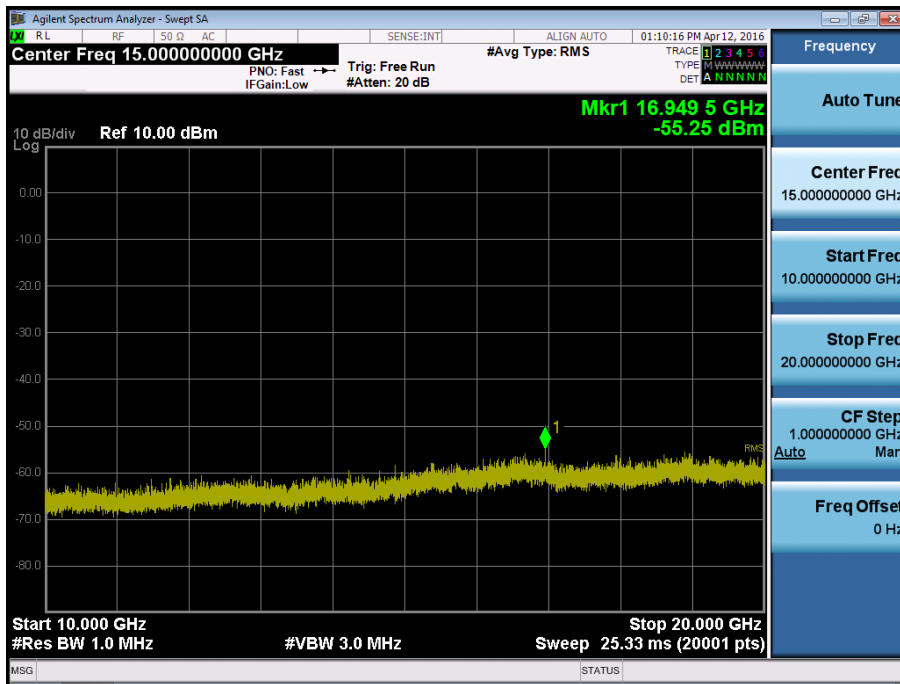 Agilent Spectrum Analyzer - Swept SA
LXI RL RF 50 Ω AC SENSE:INT ALIGN AUTO 01:10:16 PM Apr 12, 2016
Center Freq 15.000000000 GHz
PNO: Fast
IFGain:Low
Trig: Free Run
#Atten: 20 dB
#Avg Type: RMS
TRACE 1 2 3 4 5 6
TYPE M WWWWW
DET A N N N N N
Mkr1 16.949 5 GHz
-55.25 dBm
10 dB/div Ref 10.00 dBm
Log
0.00
-10.0
-20.0
-30.0
-40.0
-50.0
-60.0
-70.0
-80.0
1
RMS
Start 10.000 GHz Stop 20.000 GHz
#Res BW 1.0 MHz #VBW 3.0 MHz Sweep 25.33 ms (20001 pts)
MSG STATUS
Frequency
Auto Tune
Center Freq
15.000000000 GHz
Start Freq
10.000000000 GHz
Stop Freq
20.000000000 GHz
CF Step
1.000000000 GHz
Auto Man
Freq Offset
0 Hz